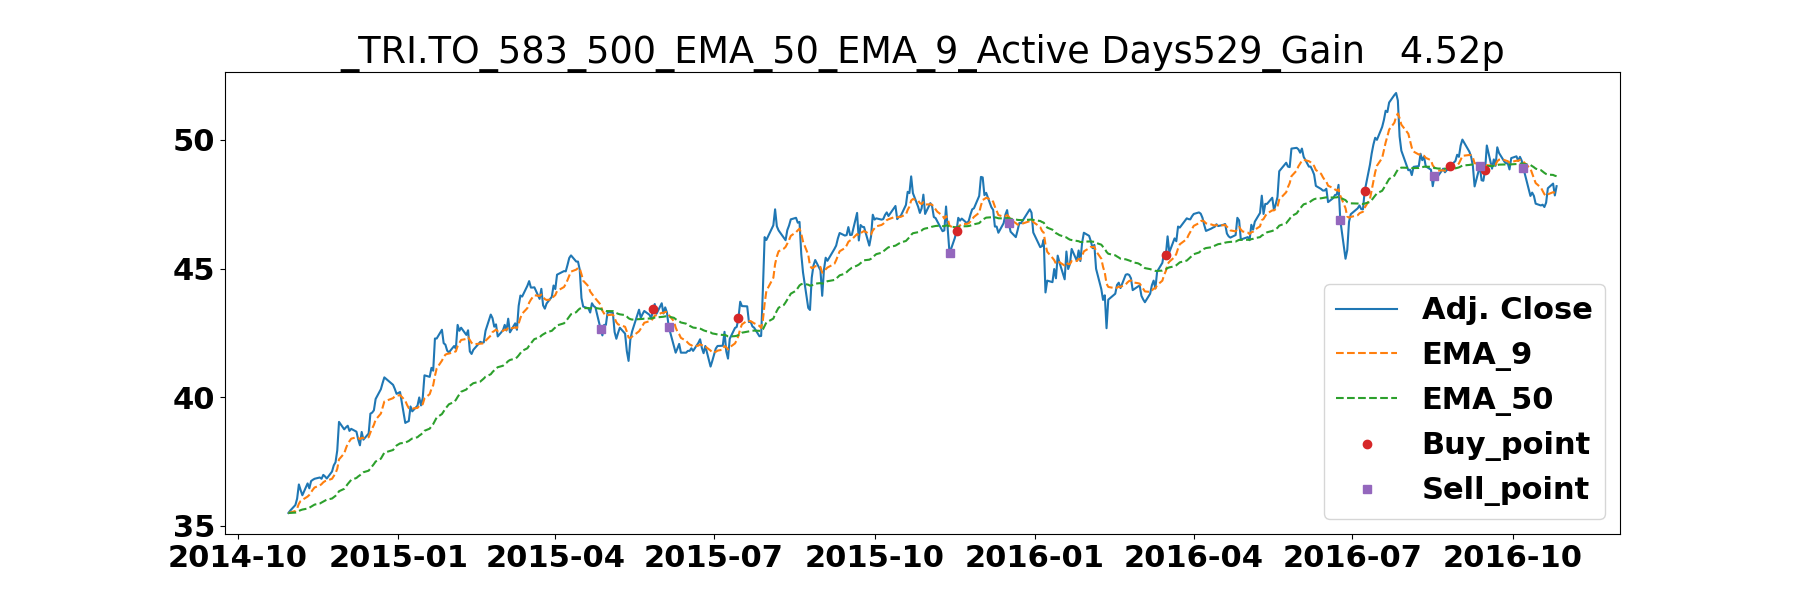 _TRI.TO_583_500_EMA_50_EMA_9_Active Days529_Gain   4.52p
50
45
40
35
Adj. Close
EMA_9
EMA_50
Buy_point
Sell_point
2014-10 2015-01 2015-04 2015-07 2015-10 2016-01 2016-04 2016-07 2016-10